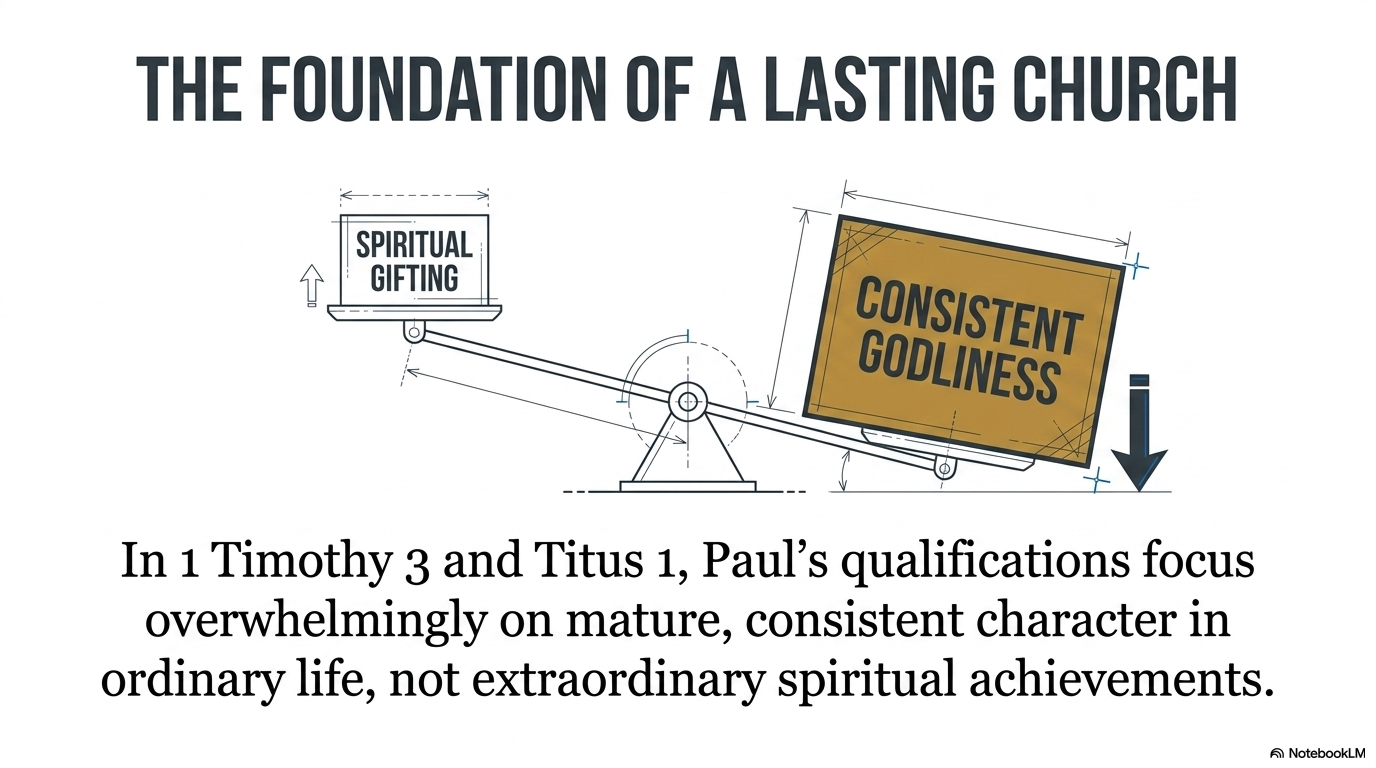 THE FOUNDATION OF A LASTING CHURCH
SPIRITUAL
GIFTING
CONSISTENT
GODLINESS
In 1 Timothy 3 and Titus 1, Paul’s qualifications focus
overwhelmingly on mature, consistent character in
ordinary life, not extraordinary spiritual achievements.
NotebookLM